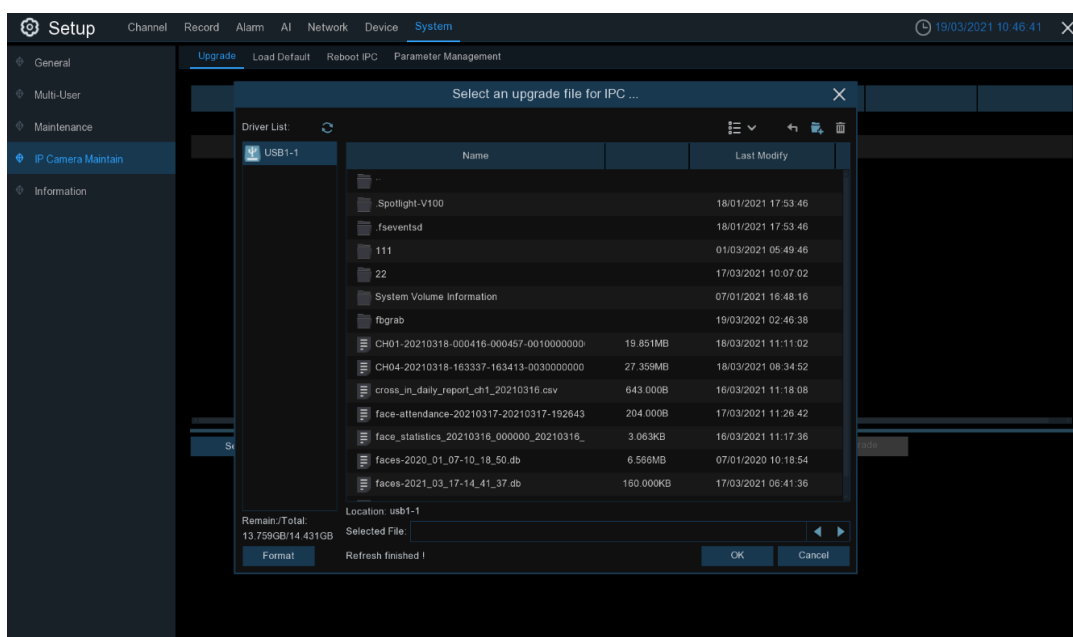 Setup Channel Record Alarm AI Network Device System 19/03/2021 10:46:41
General
Multi-User
Maintenance
IP Camera Maintain
Information
Upgrade Load Default Reboot IPC Parameter Management
Select an upgrade file for IPC ...
Driver List:
USB1-1
Name Last Modify
..
.Spotlight-V100 18/01/2021 17:53:46
.fseventsd 18/01/2021 17:53:46
111 01/03/2021 05:49:46
22 17/03/2021 10:07:02
System Volume Information 07/01/2021 16:48:16
fbgrab 19/03/2021 02:46:38
CH01-20210318-000416-000457-0010000000 19.851MB 18/03/2021 11:11:02
CH04-20210318-163337-163413-0030000000 27.359MB 18/03/2021 08:34:52
cross_in_daily_report_ch1_20210316.csv 643.000B 16/03/2021 11:18:08
face-attendance-20210317-20210317-192643 204.000B 17/03/2021 11:26:42
face_statistics_20210316_000000_20210316_ 3.063KB 16/03/2021 11:17:36
faces-2020_01_07-10_18_50.db 6.566MB 07/01/2020 10:18:54
faces-2021_03_17-14_41_37.db 160.000KB 17/03/2021 06:41:36
Location: usb1-1
Remain:/Total:
13.759GB/14.431GB
Selected File:
Format
Refresh finished !
OK
Cancel
Se
rade